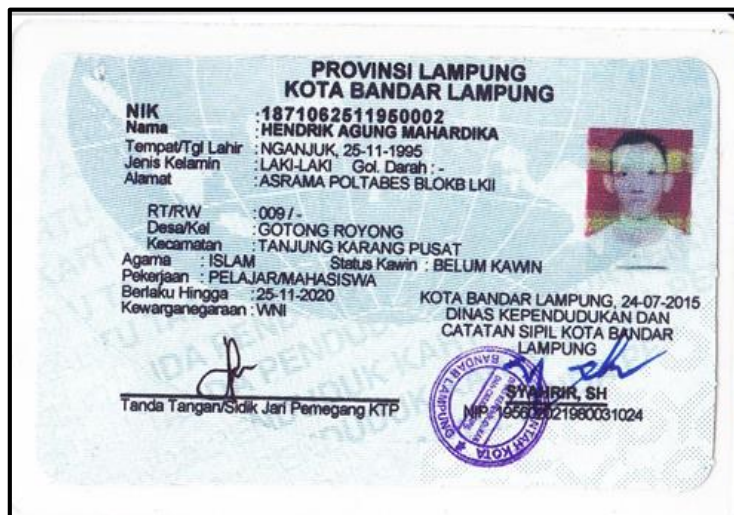 PROVINSI LAMPUNG
KOTA BANDAR LAMPUNG
NIK : 1871062511950002
Nama : HENDRIK AGUNG MAHARDIKA
Tempat/Tgl Lahir : NGANJUK, 25-11-1995
Jenis Kelamin : LAKI-LAKI Gol. Darah : -
Alamat : ASRAMA POLTABES BLOKB LKII
RT/RW : 009 / -
Desa/Kel : GOTONG ROYONG
Kecamatan : TANJUNG KARANG PUSAT
Agama : ISLAM Status Kawin : BELUM KAWIN
Pekerjaan : PELAJAR/MAHASISWA
Berlaku Hingga : 25-11-2020
Kewarganegaraan : WNI
KOTA BANDAR LAMPUNG, 24-07-2015
DINAS KEPENDUDUKAN DAN
CATATAN SIPIL KOTA BANDAR
LAMPUNG
SYAHRIR, SH
NIP.
Tanda Tangan/Sidik Jari Pemegang KTP